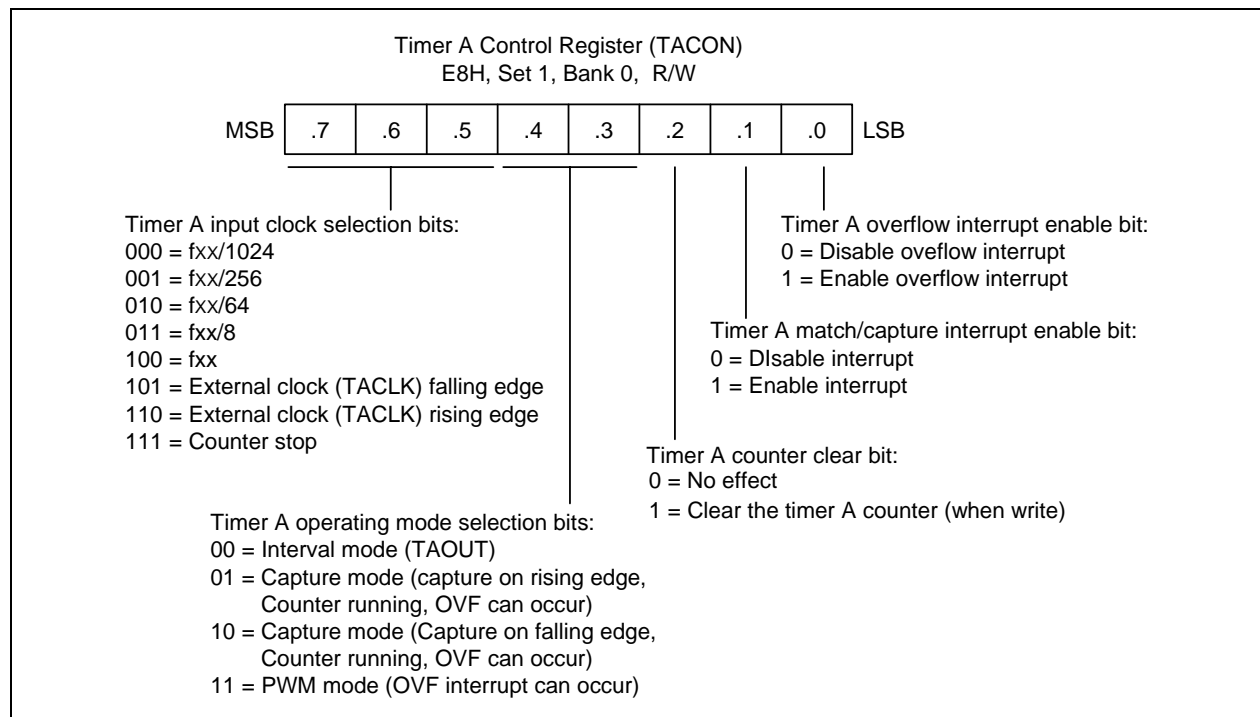 Timer A Control Register (TACON)
E8H, Set 1, Bank 0, R/W
MSB .7 .6 .5 .4 .3 .2 .1 .0 LSB
Timer A input clock selection bits:
000 = fxx/1024
001 = fxx/256
010 = fxx/64
011 = fxx/8
100 = fxx
101 = External clock (TACLK) falling edge
110 = External clock (TACLK) rising edge
111 = Counter stop
Timer A overflow interrupt enable bit:
0 = Disable oveflow interrupt
1 = Enable overflow interrupt
Timer A match/capture interrupt enable bit:
0 = DIsable interrupt
1 = Enable interrupt
Timer A counter clear bit:
0 = No effect
1 = Clear the timer A counter (when write)
Timer A operating mode selection bits:
00 = Interval mode (TAOUT)
01 = Capture mode (capture on rising edge,
Counter running, OVF can occur)
10 = Capture mode (Capture on falling edge,
Counter running, OVF can occur)
11 = PWM mode (OVF interrupt can occur)